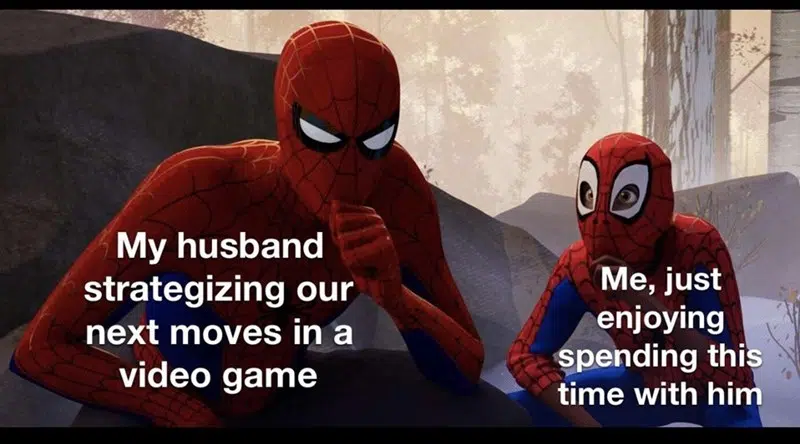 My husband
strategizing our
next moves in a
video game
Me, just
enjoying
spending this
time with him